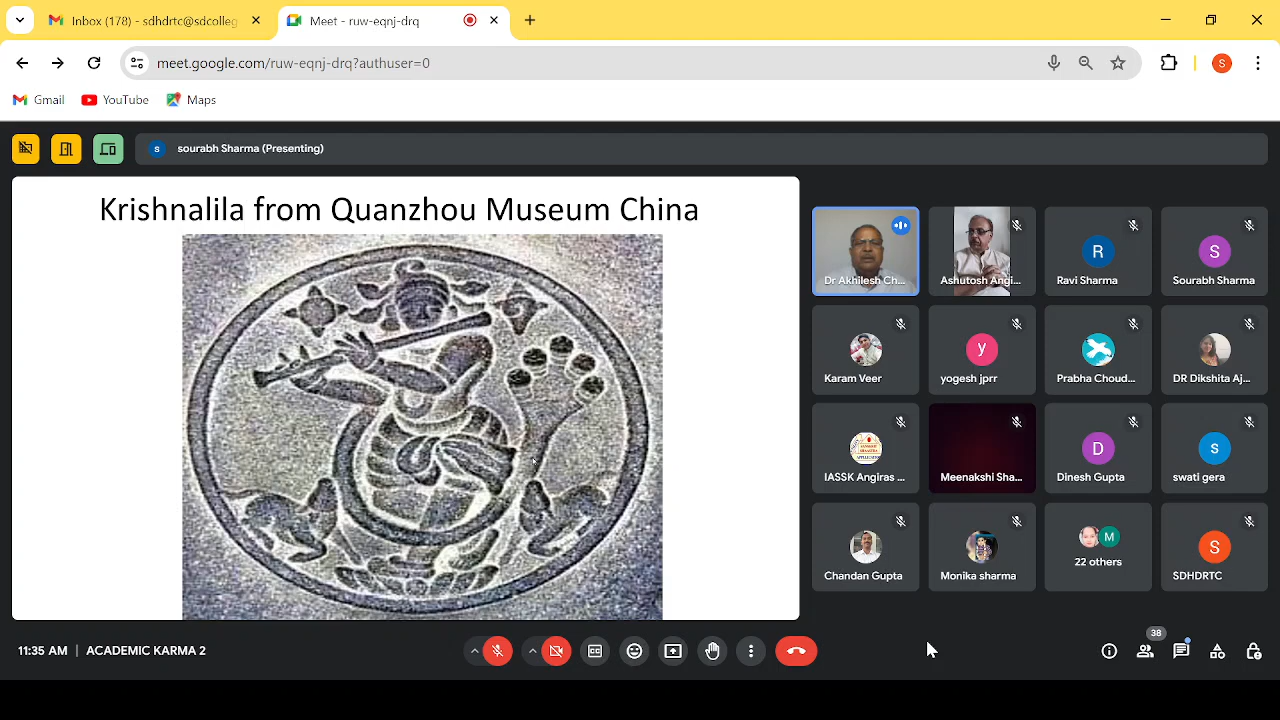 Inbox (178) - sdhdrtc@sdcolleg
Meet - ruw-eqnj-drq
meet.google.com/ruw-eqnj-drq?authuser=0
S
Gmail
YouTube
Maps
s
sourabh Sharma (Presenting)
Krishnalila from Quanzhou Museum China
Dr Akhilesh Ch...
Ashutosh Angi...
R
Ravi Sharma
S
Sourabh Sharma
Karam Veer
y
yogesh jprr
Prabha Choud...
DR Dikshita Aj...
IASSK Angiras ...
Meenakshi Sha...
D
Dinesh Gupta
s
swati gera
Chandan Gupta
Monika sharma
M
22 others
S
SDHDRTC
11:35 AM | ACADEMIC KARMA 2
38